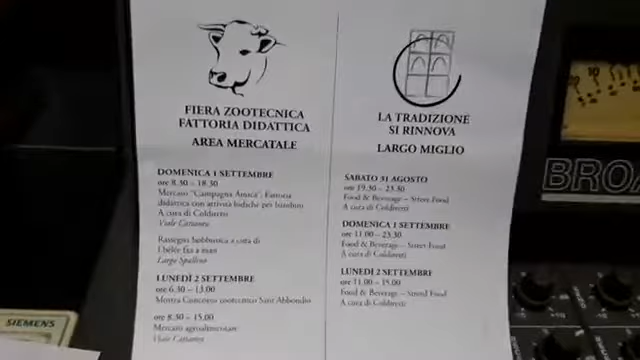 FIERA ZOOTECNICA
FATTORIA DIDATTICA
AREA MERCATALE
DOMENICA 1 SETTEMBRE
ore 8.30 – 18.30
Mercato "Campagna Amica", Fattoria
didattica con attività ludiche per bambini
A cura di Coldiretti
Viale Cattaneo
Rassegna hobbistica a cura di
Largo Spallino
LUNEDÌ 2 SETTEMBRE
ore 6.30 – 13.00
Mostra Concorso zootecnico Sant'Abbondio
ore 8.30 – 15.00
Mercato agroalimentare
Viale Cattaneo
LA TRADIZIONE
SI RINNOVA
LARGO MIGLIO
SABATO 31 AGOSTO
ore 19.30 – 23.30
Food & Beverage – Street Food
A cura di Coldiretti
DOMENICA 1 SETTEMBRE
ore 11.00 – 23.30
Food & Beverage – Street Food
A cura di Coldiretti
LUNEDÌ 2 SETTEMBRE
ore 11.00 – 15.00
Food & Beverage – Street Food
A cura di Coldiretti
SIEMENS
BROA